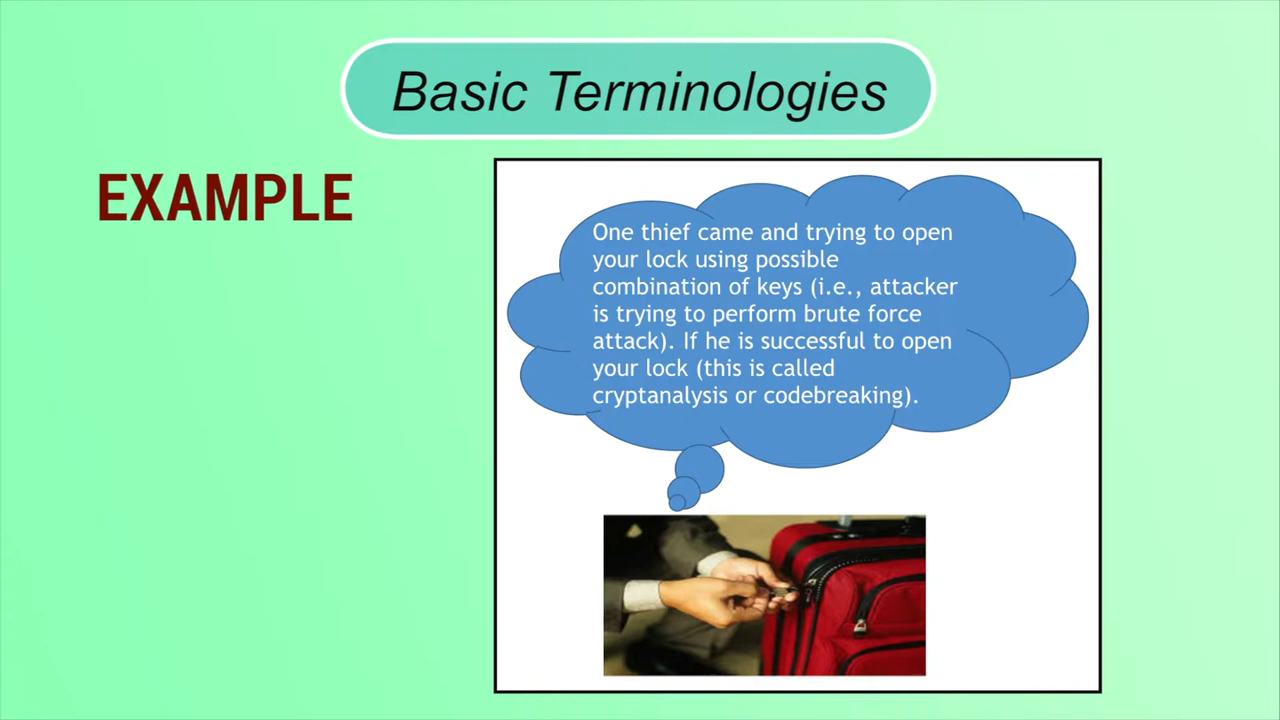 Basic Terminologies
EXAMPLE
One thief came and trying to open
your lock using possible
combination of keys (i.e., attacker
is trying to perform brute force
attack). If he is successful to open
your lock (this is called
cryptanalysis or codebreaking).